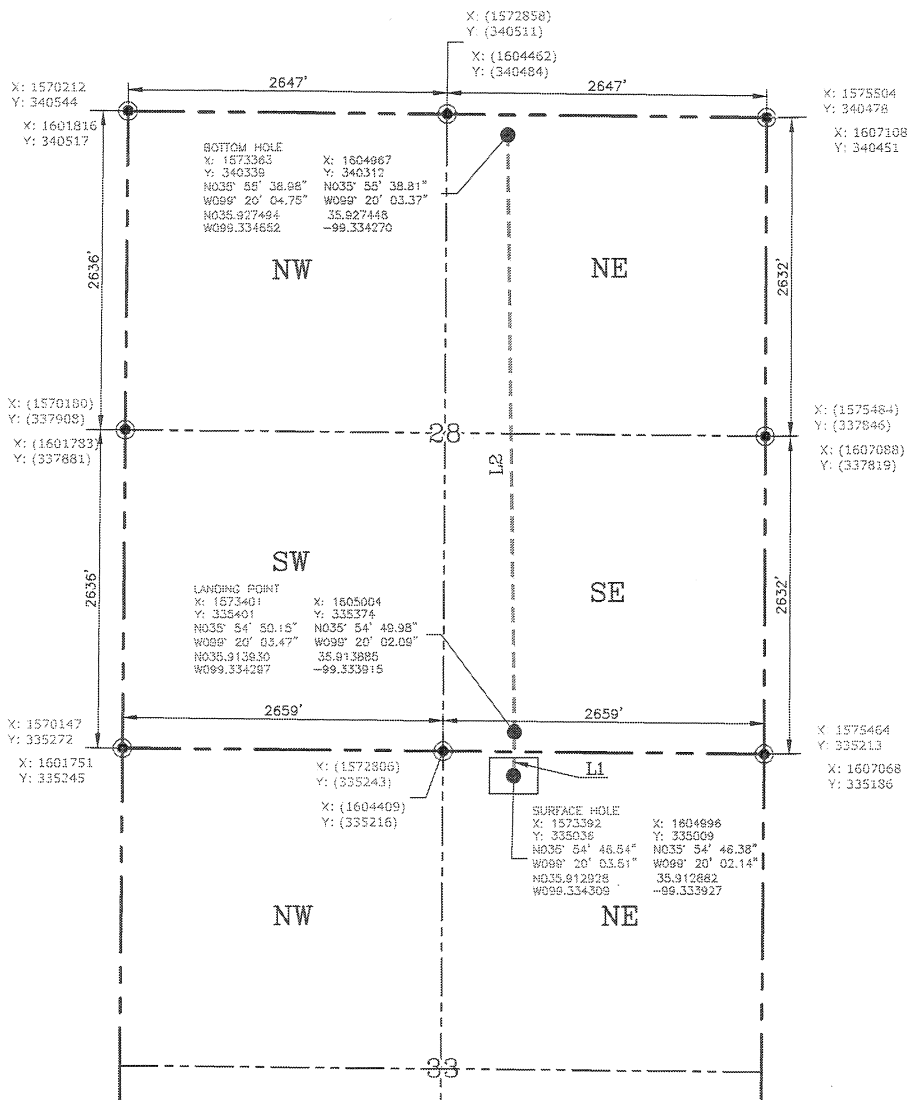 X: (1572858)
Y: (340511)
X: (1604462)
Y: (340484)
X: 1570212
Y: 340544
2647'
2647'
X: 1575504
Y: 340478
X: 1601816
Y: 340517
X: 1607108
Y: 340451
BOTTOM HOLE
X: 1573363 X: 1604967
Y: 340339 Y: 340312
N035° 55' 38.98" N035° 55' 38.81"
W099° 20' 04.75" W099° 20' 03.37"
N035.927494 35.927448
W099.334652 -99.334270
2636'
NW
NE
2632'
X: (1570180)
Y: (337908)
X: (1601783)
Y: (337881)
28
X: (1575484)
Y: (337846)
X: (1607088)
Y: (337819)
L2
SW
SE
LANDING POINT
X: 1573401 X: 1605004
Y: 335401 Y: 335374
N035° 54' 50.15" N035° 54' 49.98"
W099° 20' 03.47" W099° 20' 02.09"
N035.913930 35.913885
W099.334297 -99.333915
2636'
2632'
X: 1570147
Y: 335272
2659'
2659'
X: 1575464
Y: 335213
X: 1601751
Y: 335245
X: (1572806)
Y: (335243)
X: (1604409)
Y: (335216)
L1
X: 1607068
Y: 335186
SURFACE HOLE
X: 1573392 X: 1604996
Y: 335036 Y: 335009
N035° 54' 46.54" N035° 54' 46.38"
W099° 20' 03.51" W099° 20' 02.14"
N035.912928 35.912882
W099.334309 -99.333927
NW
NE
33